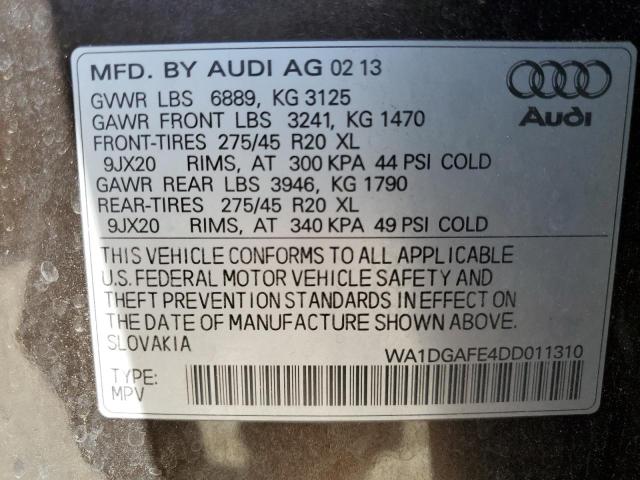 MFD. BY AUDI AG 02 13
GVWR LBS 6889, KG 3125
GAWR FRONT LBS 3241, KG 1470
FRONT-TIRES 275/45 R20 XL
9JX20 RIMS, AT 300 KPA 44 PSI COLD
GAWR REAR LBS 3946, KG 1790
REAR-TIRES 275/45 R20 XL
9JX20 RIMS, AT 340 KPA 49 PSI COLD
Audi
THIS VEHICLE CONFORMS TO ALL APPLICABLE
U.S. FEDERAL MOTOR VEHICLE SAFETY AND
THEFT PREVENTION STANDARDS IN EFFECT ON
THE DATE OF MANUFACTURE SHOWN ABOVE.
SLOVAKIA
WA1DGAFE4DD011310
TYPE:
MPV